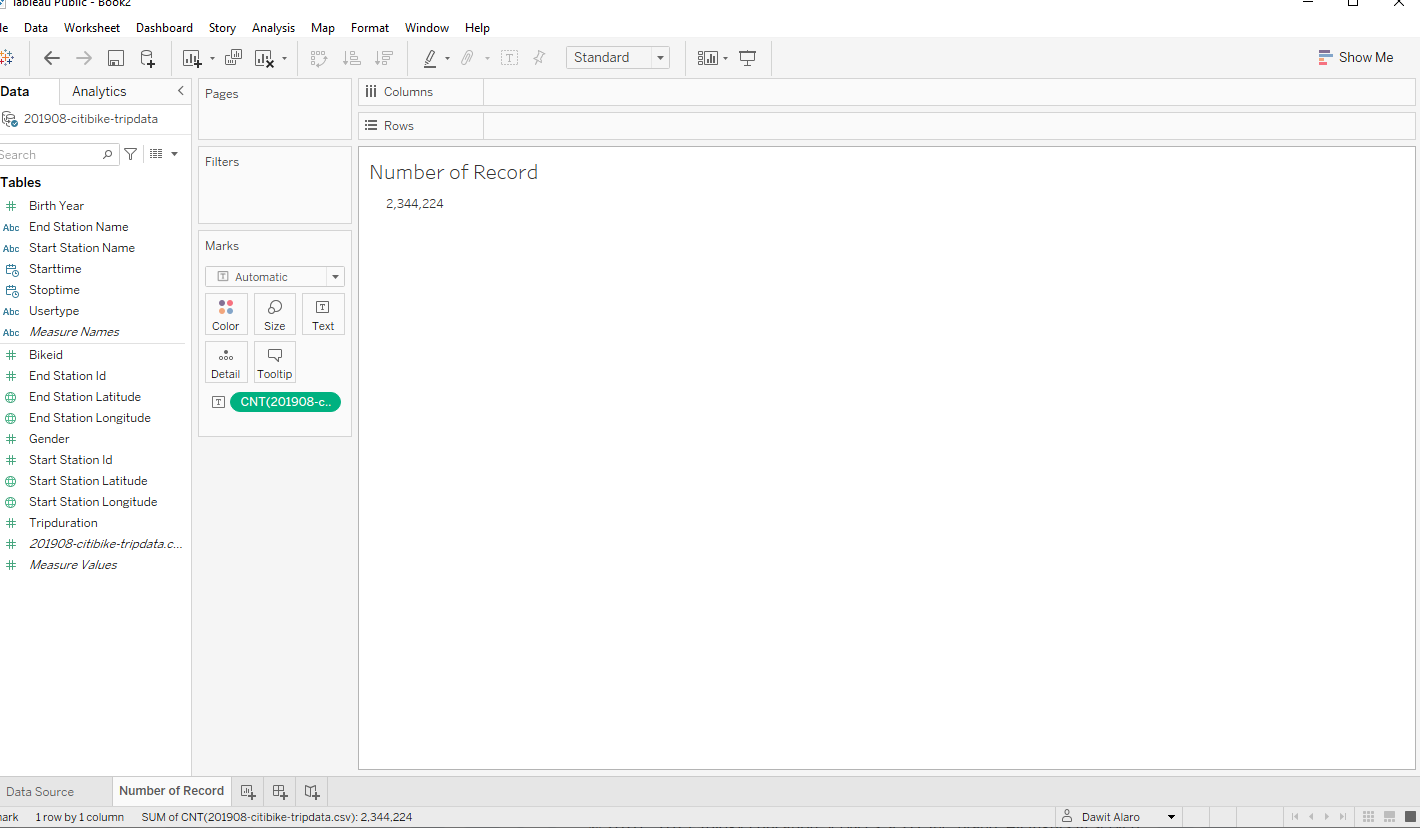 Tableau Public - Book2
le Data Worksheet Dashboard Story Analysis Map Format Window Help
Standard
Show Me
Data Analytics
201908-citibike-tripdata
Search
Tables
Birth Year
Abc End Station Name
Abc Start Station Name
Starttime
Stoptime
Abc Usertype
Abc Measure Names
Bikeid
End Station Id
End Station Latitude
End Station Longitude
Gender
Start Station Id
Start Station Latitude
Start Station Longitude
Tripduration
201908-citibike-tripdata.c...
Measure Values
Pages
Filters
Marks
Automatic
Color Size Text
Detail Tooltip
CNT(201908-c..
Columns
Rows
Number of Record
2,344,224
Data Source Number of Record
mark 1 row by 1 column SUM of CNT(201908-citibike-tripdata.csv): 2,344,224
Dawit Alaro